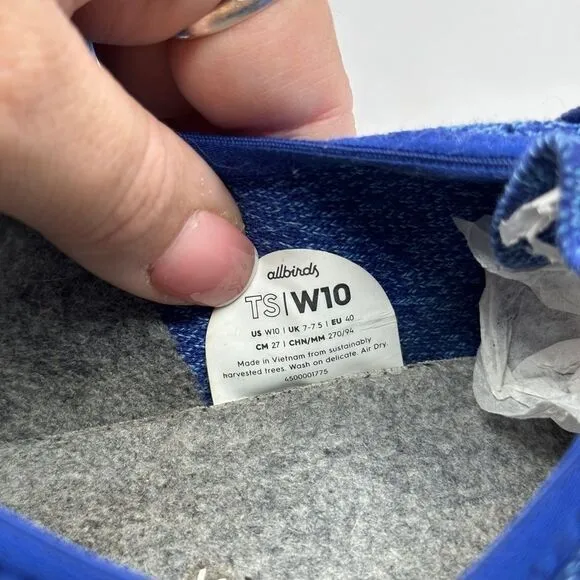 allbirds
TS|W10
US W10 | UK 7-7.5 | EU 40
CM 27 | CHN/MM 270/94
Made in Vietnam from sustainably
harvested trees. Wash on delicate. Air Dry.
4500001775